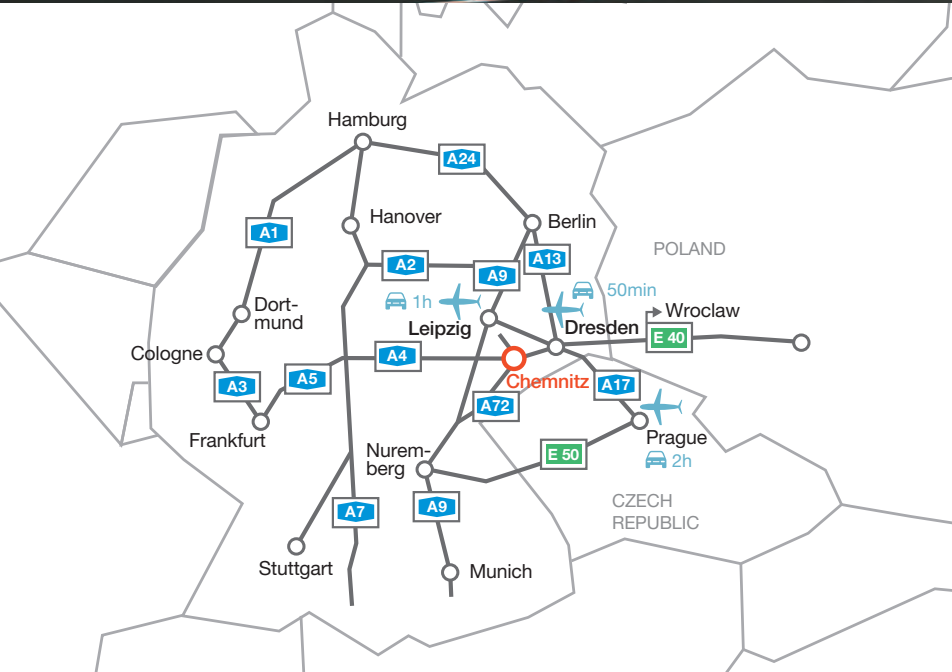 Hamburg
A24
Hanover
Berlin
A1
A2
A9
A13
POLAND
1h
50min
Dort-
mund
Leipzig
Dresden
Wroclaw
E 40
Cologne
A4
A3
A5
Chemnitz
A17
A72
Frankfurt
Prague
2h
Nurem-
berg
E 50
A7
A9
CZECH
REPUBLIC
Stuttgart
Munich